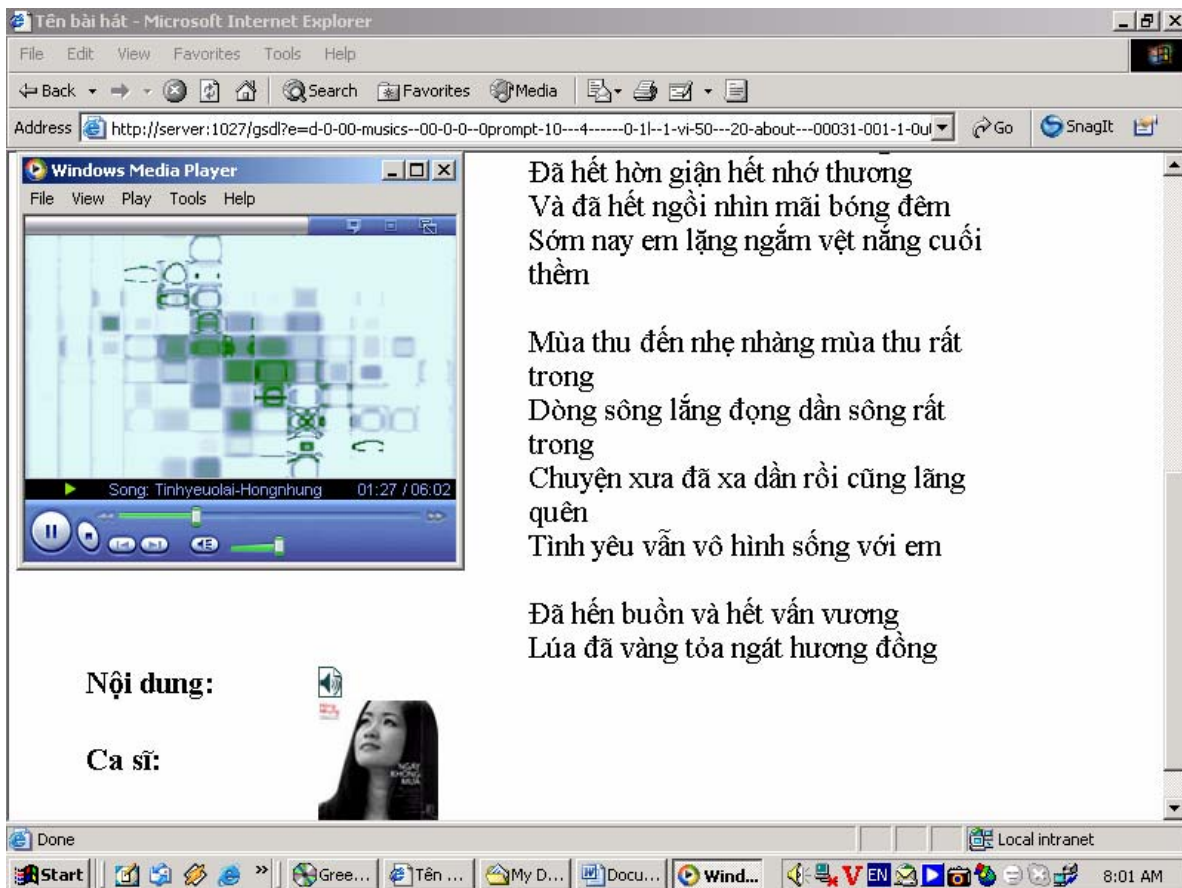 Tên bài hát - Microsoft Internet Explorer
File Edit View Favorites Tools Help
Back Search Favorites Media
Address http://server:1027/gsdl?e=d-0-00-musics--00-0-0--0prompt-10---4------0-1l--1-vi-50---20-about---00031-001-1-0u Go SnagIt
Windows Media Player
File View Play Tools Help
Song: Tinhyeuolai-Hongnhung 01:27 / 06:02
Đã hết hờn giận hết nhớ thương
Và đã hết ngồi nhìn mãi bóng đêm
Sớm nay em lặng ngắm vệt nắng cuối
thềm
Mùa thu đến nhẹ nhàng mùa thu rất
trong
Dòng sông lắng đọng dần sông rất
trong
Chuyện xưa đã xa dần rồi cũng lãng
quên
Tình yêu vẫn vô hình sống với em
Đã hến buồn và hết vấn vương
Lúa đã vàng tỏa ngát hương đồng
Nội dung:
Ca sĩ:
NGAY
KHONG
MUA
Done Local intranet
Start Gree... Tên ... My D... Docu... Wind... V EN 8:01 AM